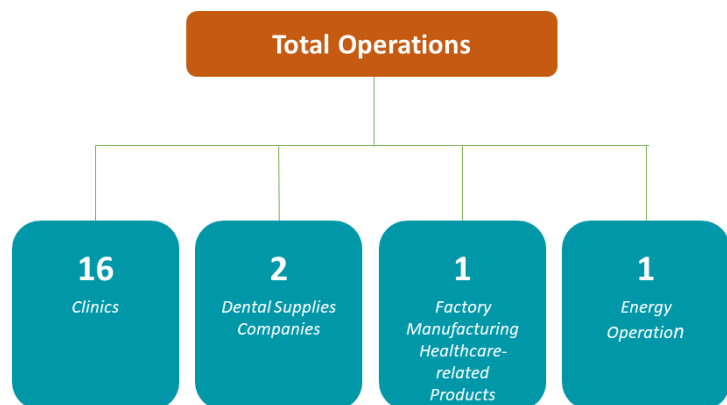 Total Operations
16
Clinics
2
Dental Supplies
Companies
1
Factory
Manufacturing
Healthcare-
related
Products
1
Energy
Operation